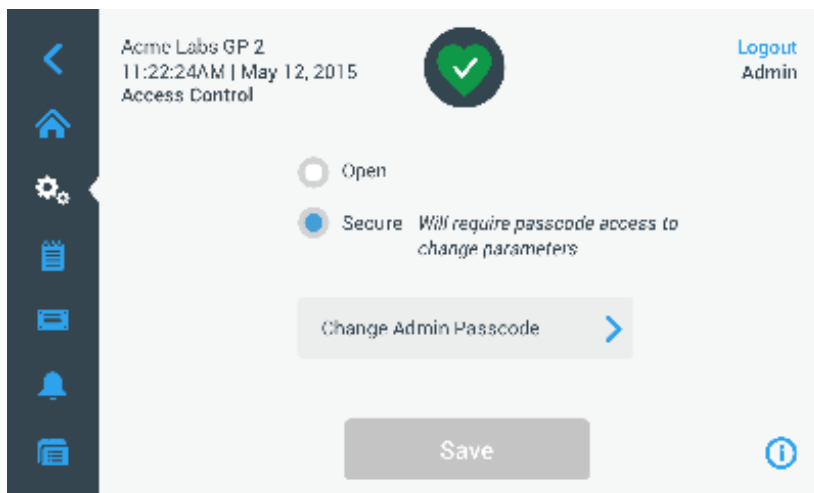 Acme Labs GP 2
11:22:24AM | May 12, 2015
Access Control
Logout
Admin
Open
Secure Will require passcode access to
change parameters
Change Admin Passcode
Save